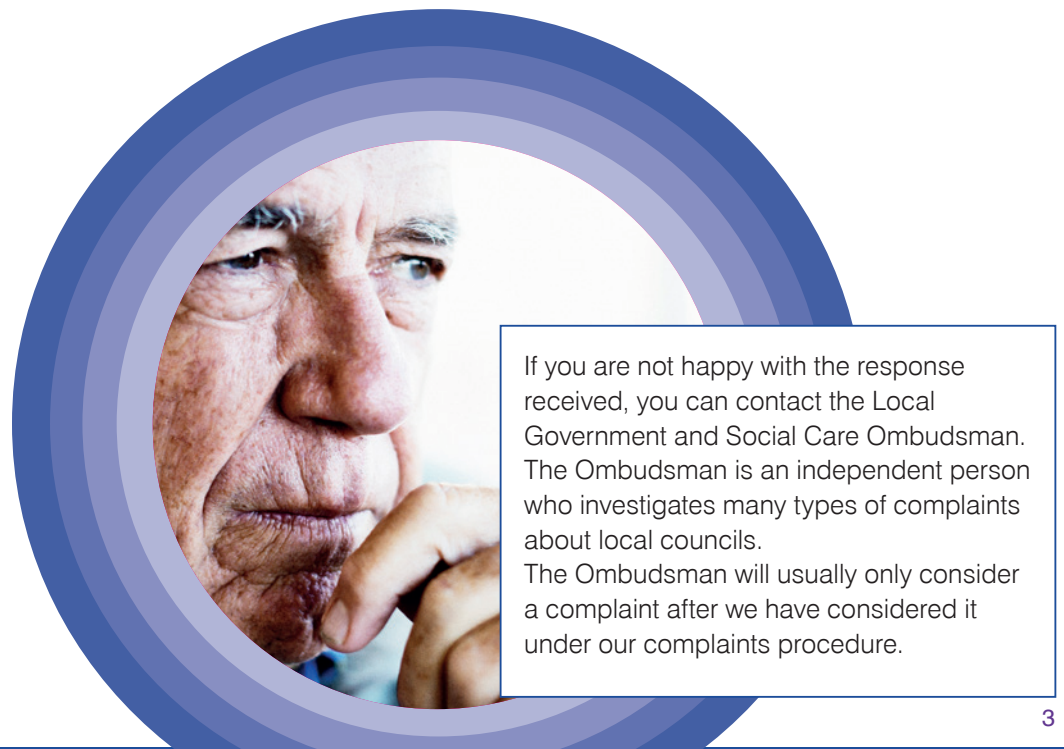 If you are not happy with the response
received, you can contact the Local
Government and Social Care Ombudsman.
The Ombudsman is an independent person
who investigates many types of complaints
about local councils.
The Ombudsman will usually only consider
a complaint after we have considered it
under our complaints procedure.
3